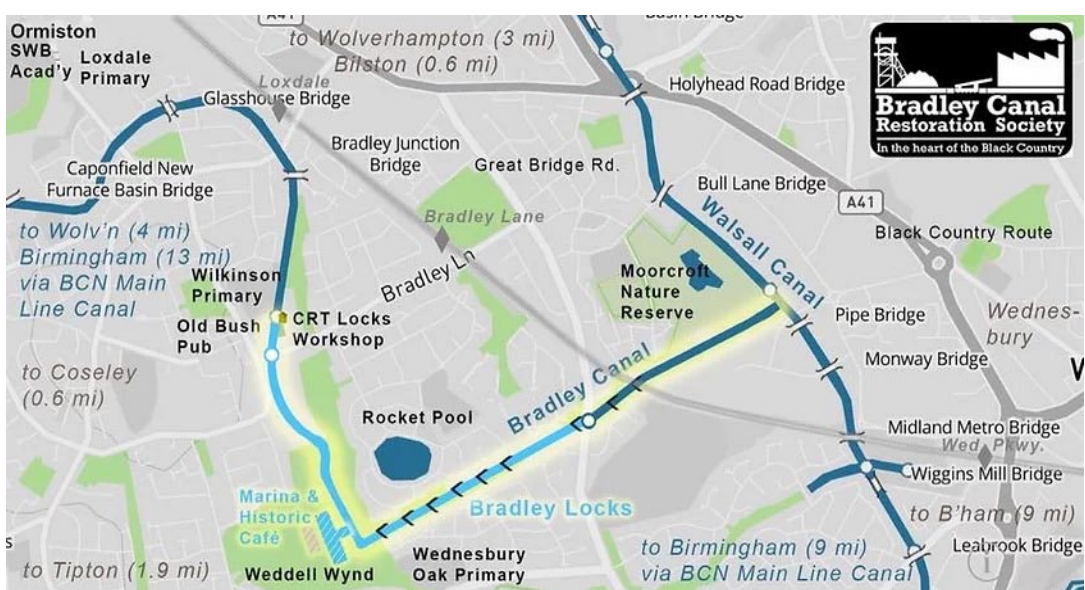 A41
Basin Bridge
Ormiston
SWB
Acad'y
Loxdale
Primary
to Wolverhampton (3 mi)
Bilston (0.6 mi)
Loxdale
Glasshouse Bridge
Holyhead Road Bridge
Bradley Canal
Restoration Society
In the heart of the Black Country
Bradley Junction
Bridge
Great Bridge Rd.
Caponfield New
Furnace Basin Bridge
Bull Lane Bridge
A41
Walsall Canal
Bradley Lane
Black Country Route
to Wolv'n (4 mi)
Birmingham (13 mi)
via BCN Main
Line Canal
Wilkinson
Primary
Bradley Ln
Moorcroft
Nature
Reserve
Old Bush
Pub
CRT Locks
Workshop
Pipe Bridge
Wednes-
bury
Monway Bridge
to Coseley
(0.6 mi)
Bradley Canal
W
Rocket Pool
Midland Metro Bridge
Wed. Pkwy.
Wiggins Mill Bridge
Marina &
Historic
Café
Bradley Locks
to B'ham (9 mi)
s
Wednesbury
Oak Primary
to Birmingham (9 mi)
via BCN Main Line Canal
Leabrook Bridge
to Tipton (1.9 mi)
Weddell Wynd